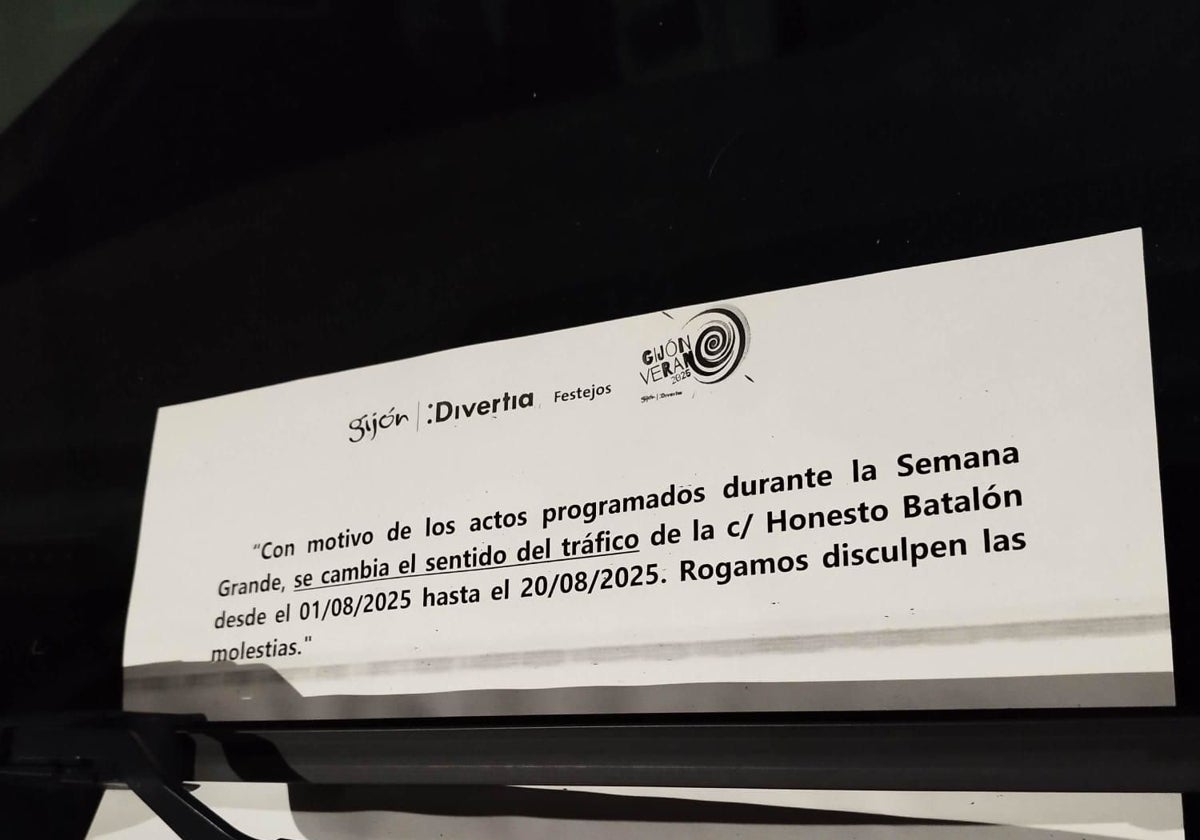 gijón | :Divertia Festejos
GIJÓN
VERANO
2025
gijón | :Divertia
“Con motivo de los actos programados durante la Semana
Grande, se cambia el sentido del tráfico de la c/ Honesto Batalón
desde el 01/08/2025 hasta el 20/08/2025. Rogamos disculpen las
molestias."